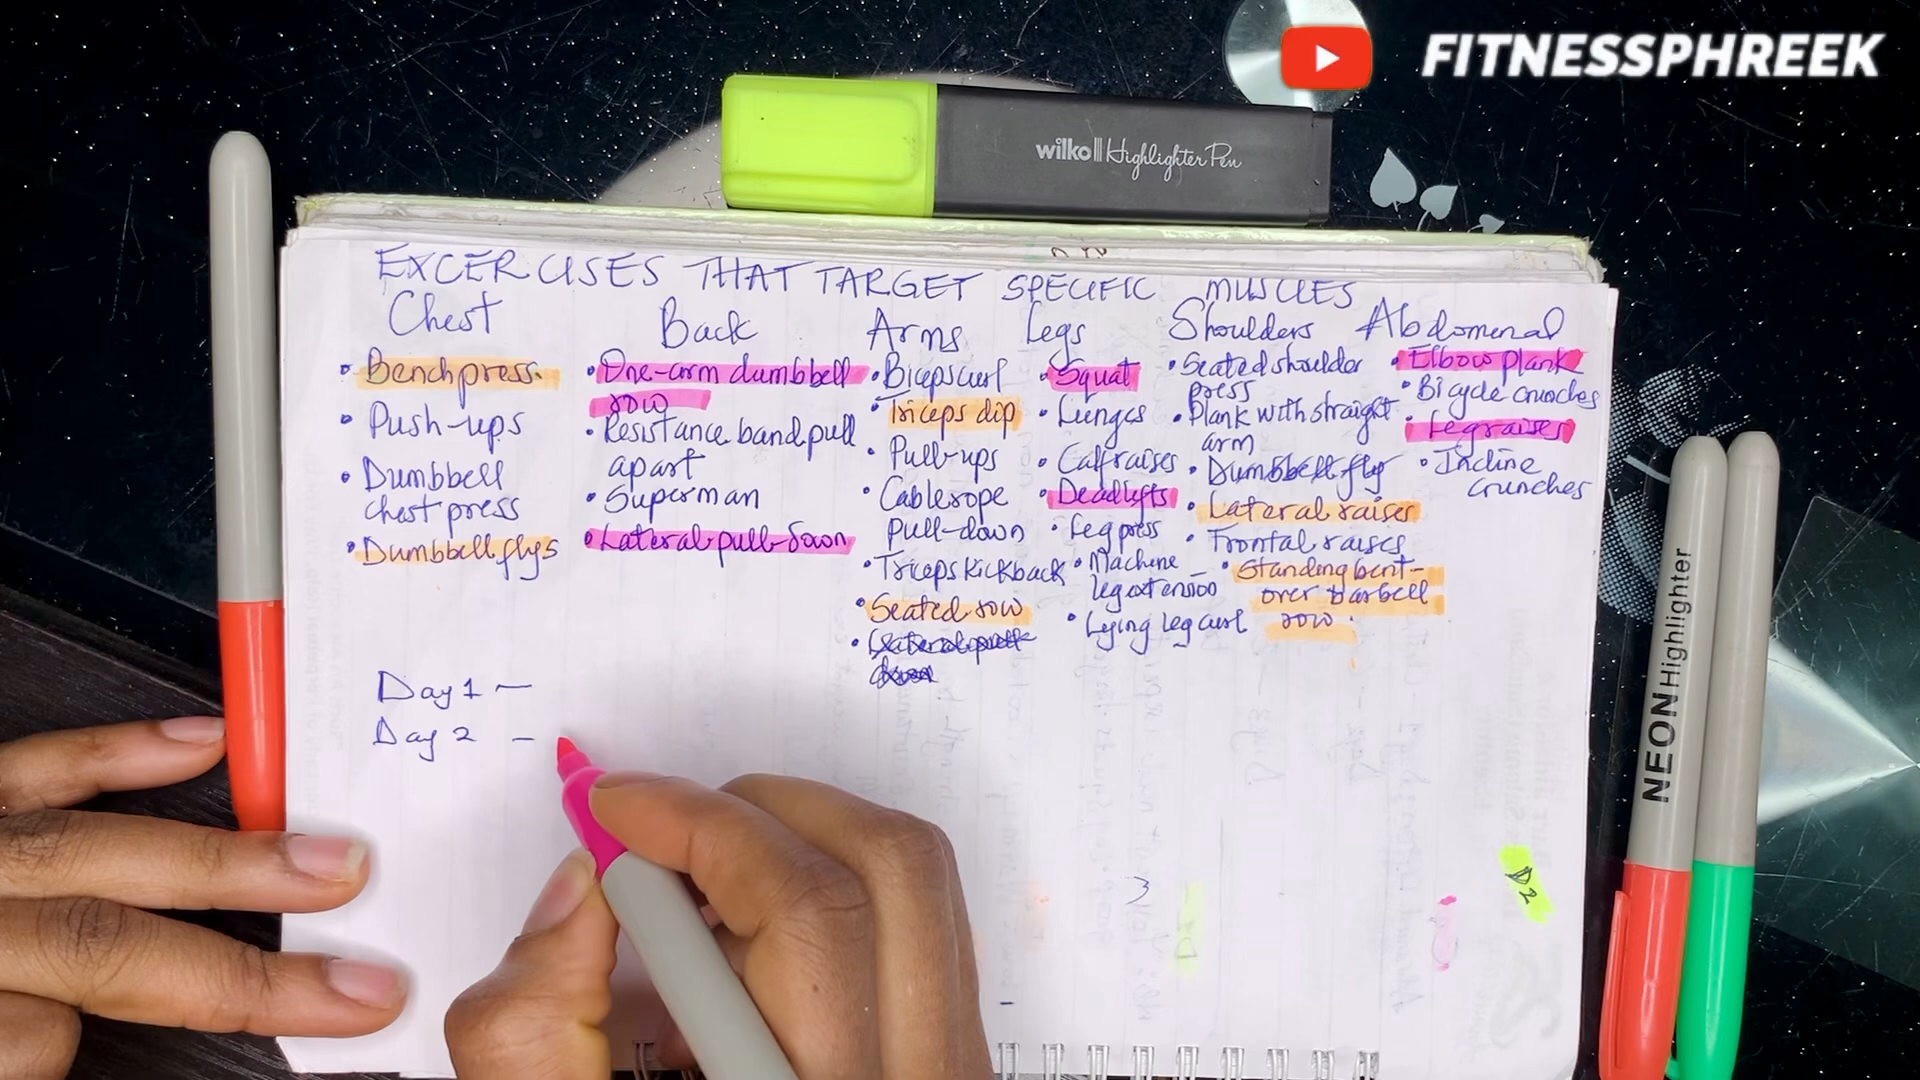 FITNESSPHREEK
wilko Highlighter Pen
EXCERCISES THAT TARGET SPECIFIC MUSCLES
Chest
• Benchpress.
• Push-ups
• Dumbbell
chest press
• Dumbbell flys
Back
• One-arm dumbbell
row
• Resistance band pull
apart
• Superman
• Lateral pull-down
Arms
• Bicepscurl
• Triceps dip
• Pull-ups
• Cablerope
pull-down
• Triceps kickback
• Seated row
Legs
• Squat
• Lunges
• Calfraises
• Deadlifts
• Leg press
• Machine
leg extension
• Lying leg curl
Shoulders
• Seated shoulder
press
• Plank with straight
arm
• Dumbbell fly
• Lateral raises
• Frontal raises
• Standing bent-
over barbell
row.
Abdomenal
• Elbow plank
• Bicycle crunches
• Leg raises
• Incline
crunches
Day 1 —
Day 2 –
D2
NEON Highlighter